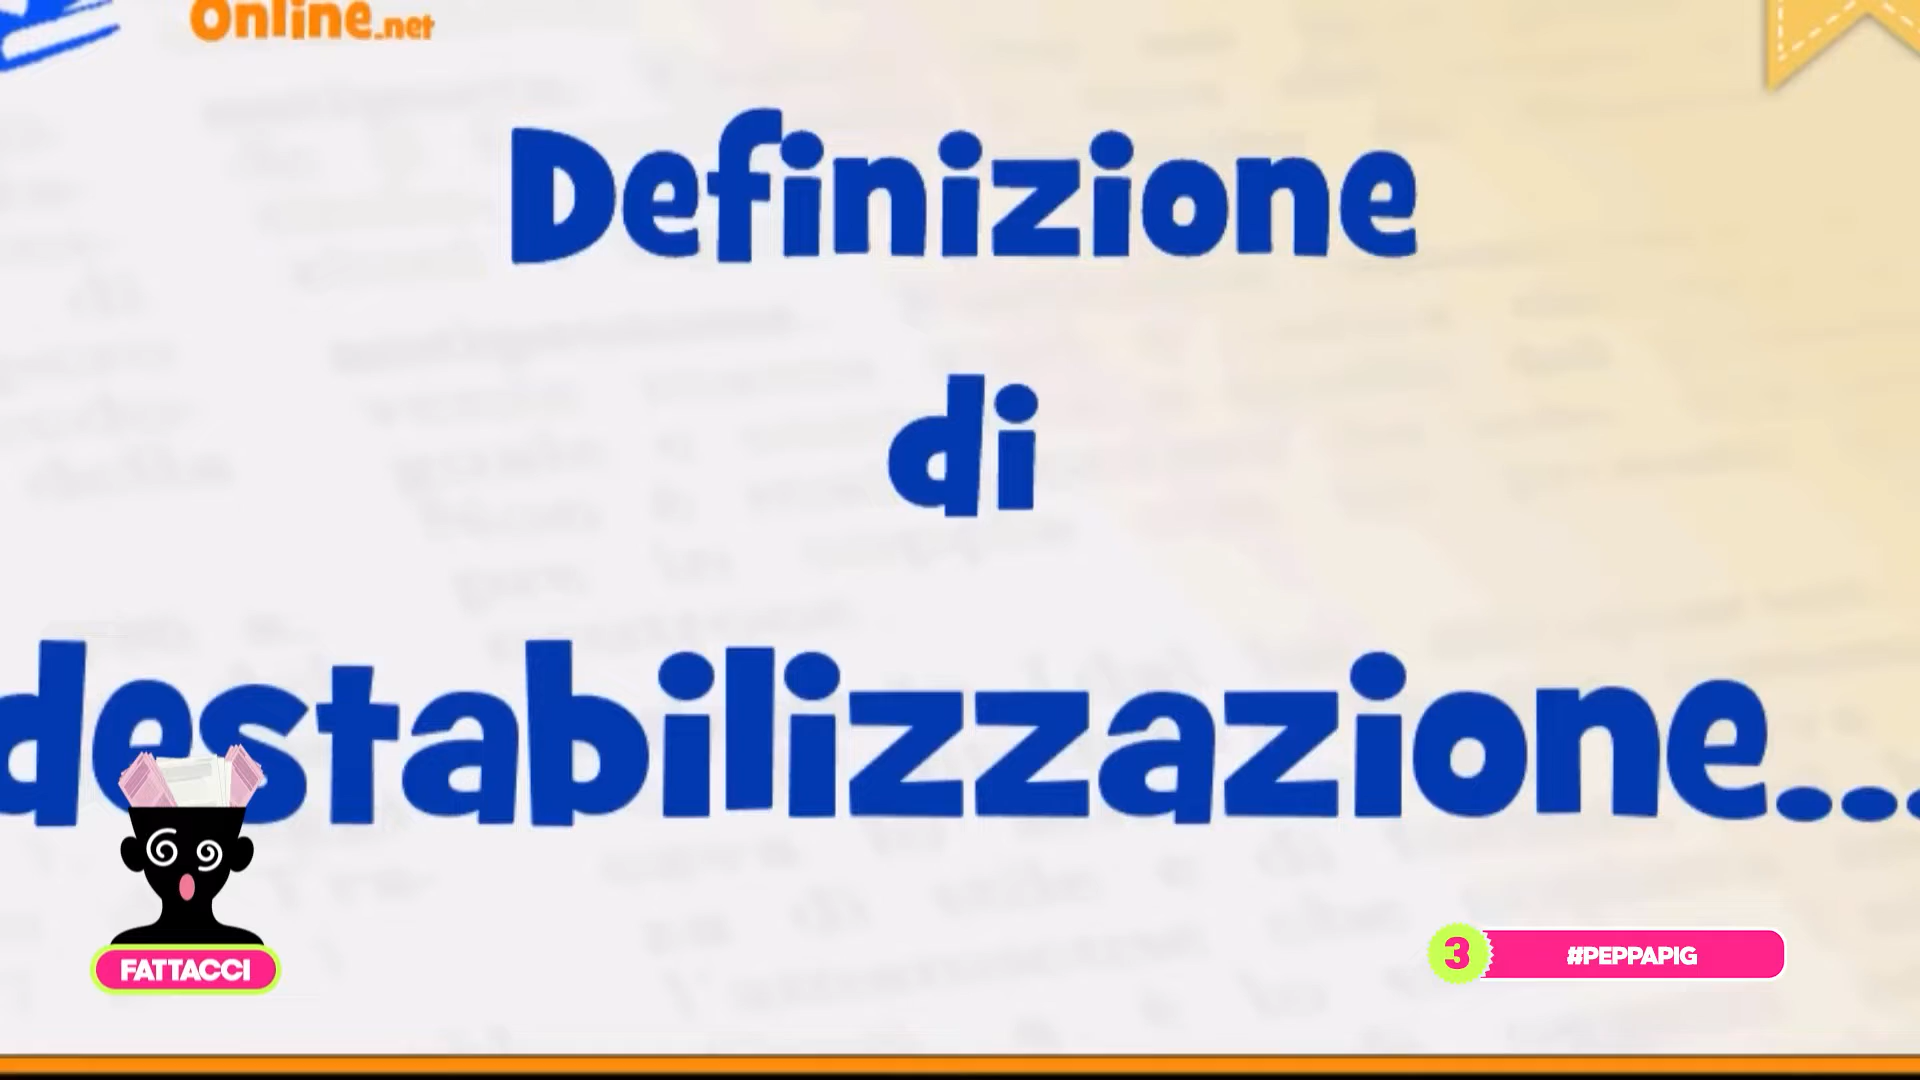 Online.net
Definizione
di
destabilizzazione...
FATTACCI
3 #PEPPAPIG